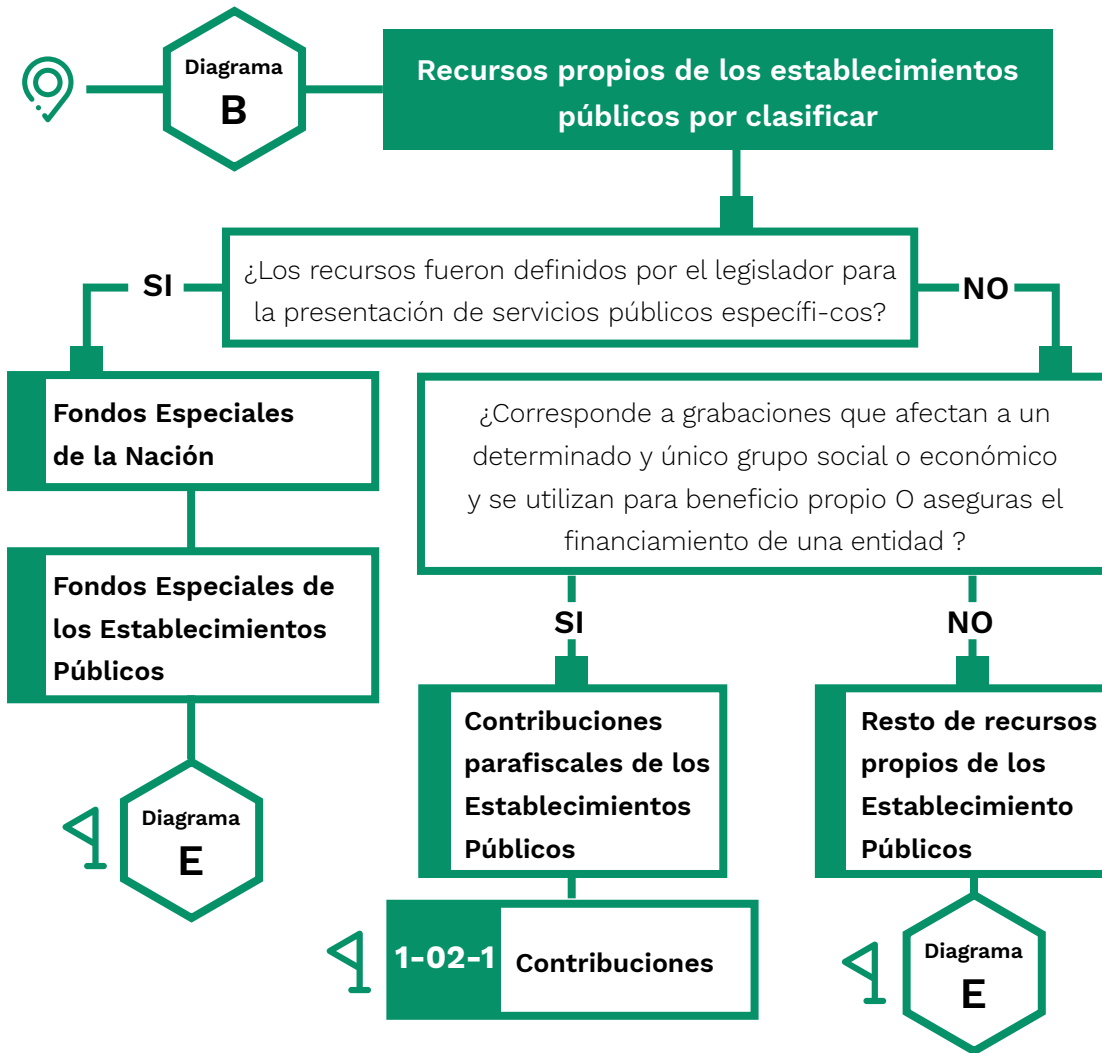 Diagrama
B
Recursos propios de los establecimientos
públicos por clasificar
¿Los recursos fueron definidos por el legislador para
la presentación de servicios públicos específi-cos?
SI
NO
Fondos Especiales
de la Nación
Fondos Especiales de
los Establecimientos
Públicos
Diagrama
E
¿Corresponde a grabaciones que afectan a un
determinado y único grupo social o económico
y se utilizan para beneficio propio O aseguras el
financiamiento de una entidad ?
SI
NO
Contribuciones
parafiscales de los
Establecimientos
Públicos
1-02-1
Contribuciones
Resto de recursos
propios de los
Establecimiento
Públicos
Diagrama
E